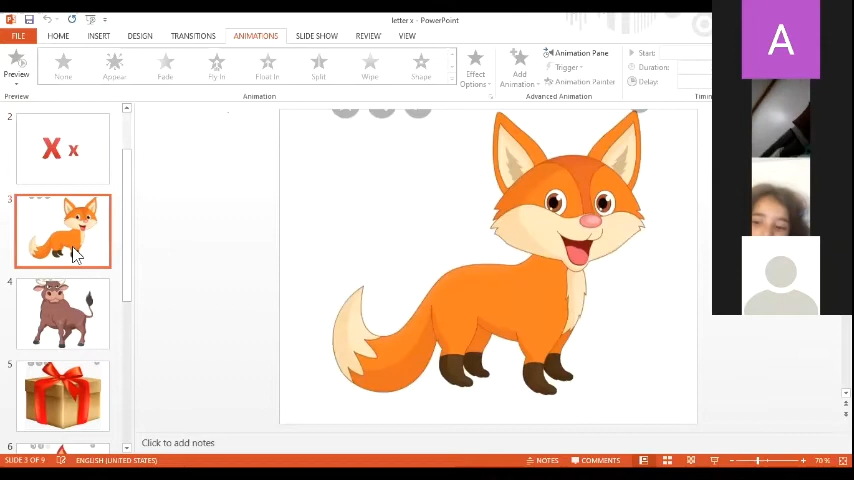 letter x - PowerPoint
FILE HOME INSERT DESIGN TRANSITIONS ANIMATIONS SLIDE SHOW REVIEW VIEW
Preview
None Appear Fade Fly In Float In Split Wipe Shape
Effect Options
Add Animation
Animation Pane
Trigger
Animation Painter
Start:
Duration:
Delay:
Preview Animation Advanced Animation Timin
2
X x
3
4
5
6
A
Click to add notes
SLIDE 3 OF 9 ENGLISH (UNITED STATES) NOTES COMMENTS 70 %